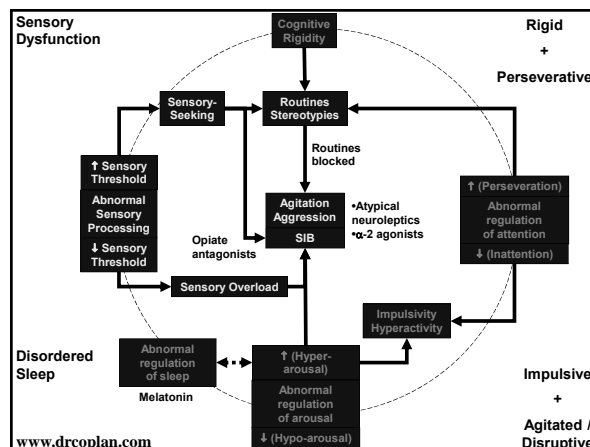 Sensory
Dysfunction
Cognitive
Rigidity
Rigid
+
Perseverative
Sensory-
Seeking
Routines
Stereotypies
Routines
blocked
↑ Sensory
Threshold
Abnormal
Sensory
Processing
↓ Sensory
Threshold
Agitation
Aggression
SIB
•Atypical
neuroleptics
•α-2 agonists
↑ (Perseveration)
Abnormal
regulation
of attention
↓ (Inattention)
Opiate
antagonists
Sensory Overload
Impulsivity
Hyperactivity
Disordered
Sleep
Abnormal
regulation
of sleep
Melatonin
↑ (Hyper-
arousal)
Abnormal
regulation
of arousal
↓ (Hypo-arousal)
Impulsive
+
Agitated /
Disruptive
www.drcoplan.com